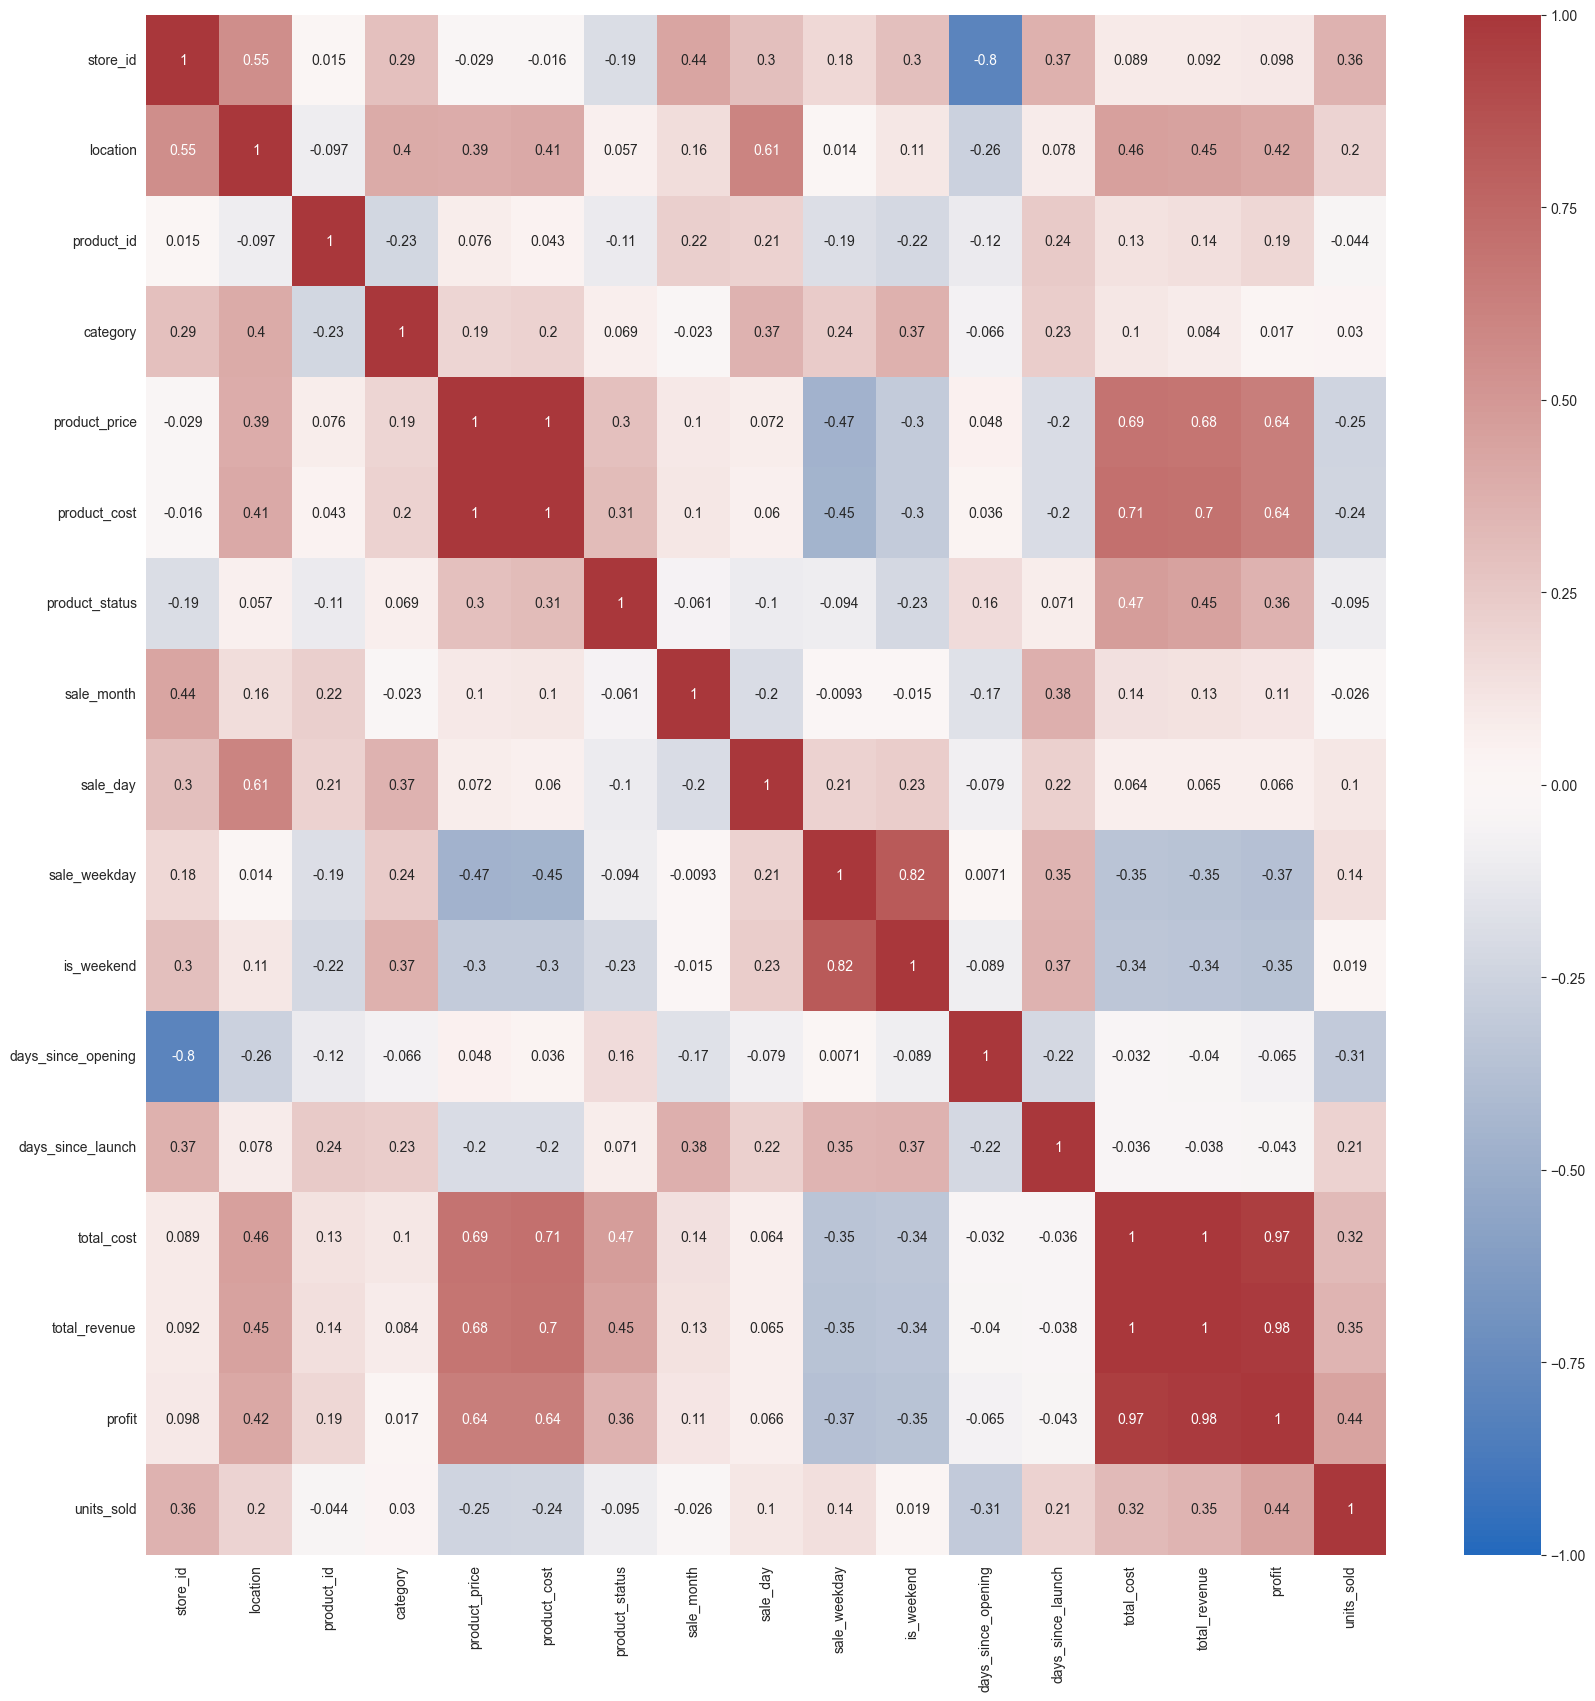 store_id 1 0.55 0.015 0.29 -0.029 -0.016 -0.19 0.44 0.3 0.18 0.3 -0.8 0.37 0.089 0.092 0.098 0.36
location 0.55 1 -0.097 0.4 0.39 0.41 0.057 0.16 0.61 0.014 0.11 -0.26 0.078 0.46 0.45 0.42 0.2
product_id 0.015 -0.097 1 -0.23 0.076 0.043 -0.11 0.22 0.21 -0.19 -0.22 -0.12 0.24 0.13 0.14 0.19 -0.044
category 0.29 0.4 -0.23 1 0.19 0.2 0.069 -0.023 0.37 0.24 0.37 -0.066 0.23 0.1 0.084 0.017 0.03
product_price -0.029 0.39 0.076 0.19 1 1 0.3 0.1 0.072 -0.47 -0.3 0.048 -0.2 0.69 0.68 0.64 -0.25
product_cost -0.016 0.41 0.043 0.2 1 1 0.31 0.1 0.06 -0.45 -0.3 0.036 -0.2 0.71 0.7 0.64 -0.24
product_status -0.19 0.057 -0.11 0.069 0.3 0.31 1 -0.061 -0.1 -0.094 -0.23 0.16 0.071 0.47 0.45 0.36 -0.095
sale_month 0.44 0.16 0.22 -0.023 0.1 0.1 -0.061 1 -0.2 -0.0093 -0.015 -0.17 0.38 0.14 0.13 0.11 -0.026
sale_day 0.3 0.61 0.21 0.37 0.072 0.06 -0.1 -0.2 1 0.21 0.23 -0.079 0.22 0.064 0.065 0.066 0.1
sale_weekday 0.18 0.014 -0.19 0.24 -0.47 -0.45 -0.094 -0.0093 0.21 1 0.82 0.0071 0.35 -0.35 -0.35 -0.37 0.14
is_weekend 0.3 0.11 -0.22 0.37 -0.3 -0.3 -0.23 -0.015 0.23 0.82 1 -0.089 0.37 -0.34 -0.34 -0.35 0.019
days_since_opening -0.8 -0.26 -0.12 -0.066 0.048 0.036 0.16 -0.17 -0.079 0.0071 -0.089 1 -0.22 -0.032 -0.04 -0.065 -0.31
days_since_launch 0.37 0.078 0.24 0.23 -0.2 -0.2 0.071 0.38 0.22 0.35 0.37 -0.22 1 -0.036 -0.038 -0.043 0.21
total_cost 0.089 0.46 0.13 0.1 0.69 0.71 0.47 0.14 0.064 -0.35 -0.34 -0.032 -0.036 1 1 0.97 0.32
total_revenue 0.092 0.45 0.14 0.084 0.68 0.7 0.45 0.13 0.065 -0.35 -0.34 -0.04 -0.038 1 1 0.98 0.35
profit 0.098 0.42 0.19 0.017 0.64 0.64 0.36 0.11 0.066 -0.37 -0.35 -0.065 -0.043 0.97 0.98 1 0.44
units_sold 0.36 0.2 -0.044 0.03 -0.25 -0.24 -0.095 -0.026 0.1 0.14 0.019 -0.31 0.21 0.32 0.35 0.44 1
store_id
location
product_id
category
product_price
product_cost
product_status
sale_month
sale_day
sale_weekday
is_weekend
days_since_opening
days_since_launch
total_cost
total_revenue
profit
units_sold
1.00
0.75
0.50
0.25
0.00
−0.25
−0.50
−0.75
−1.00